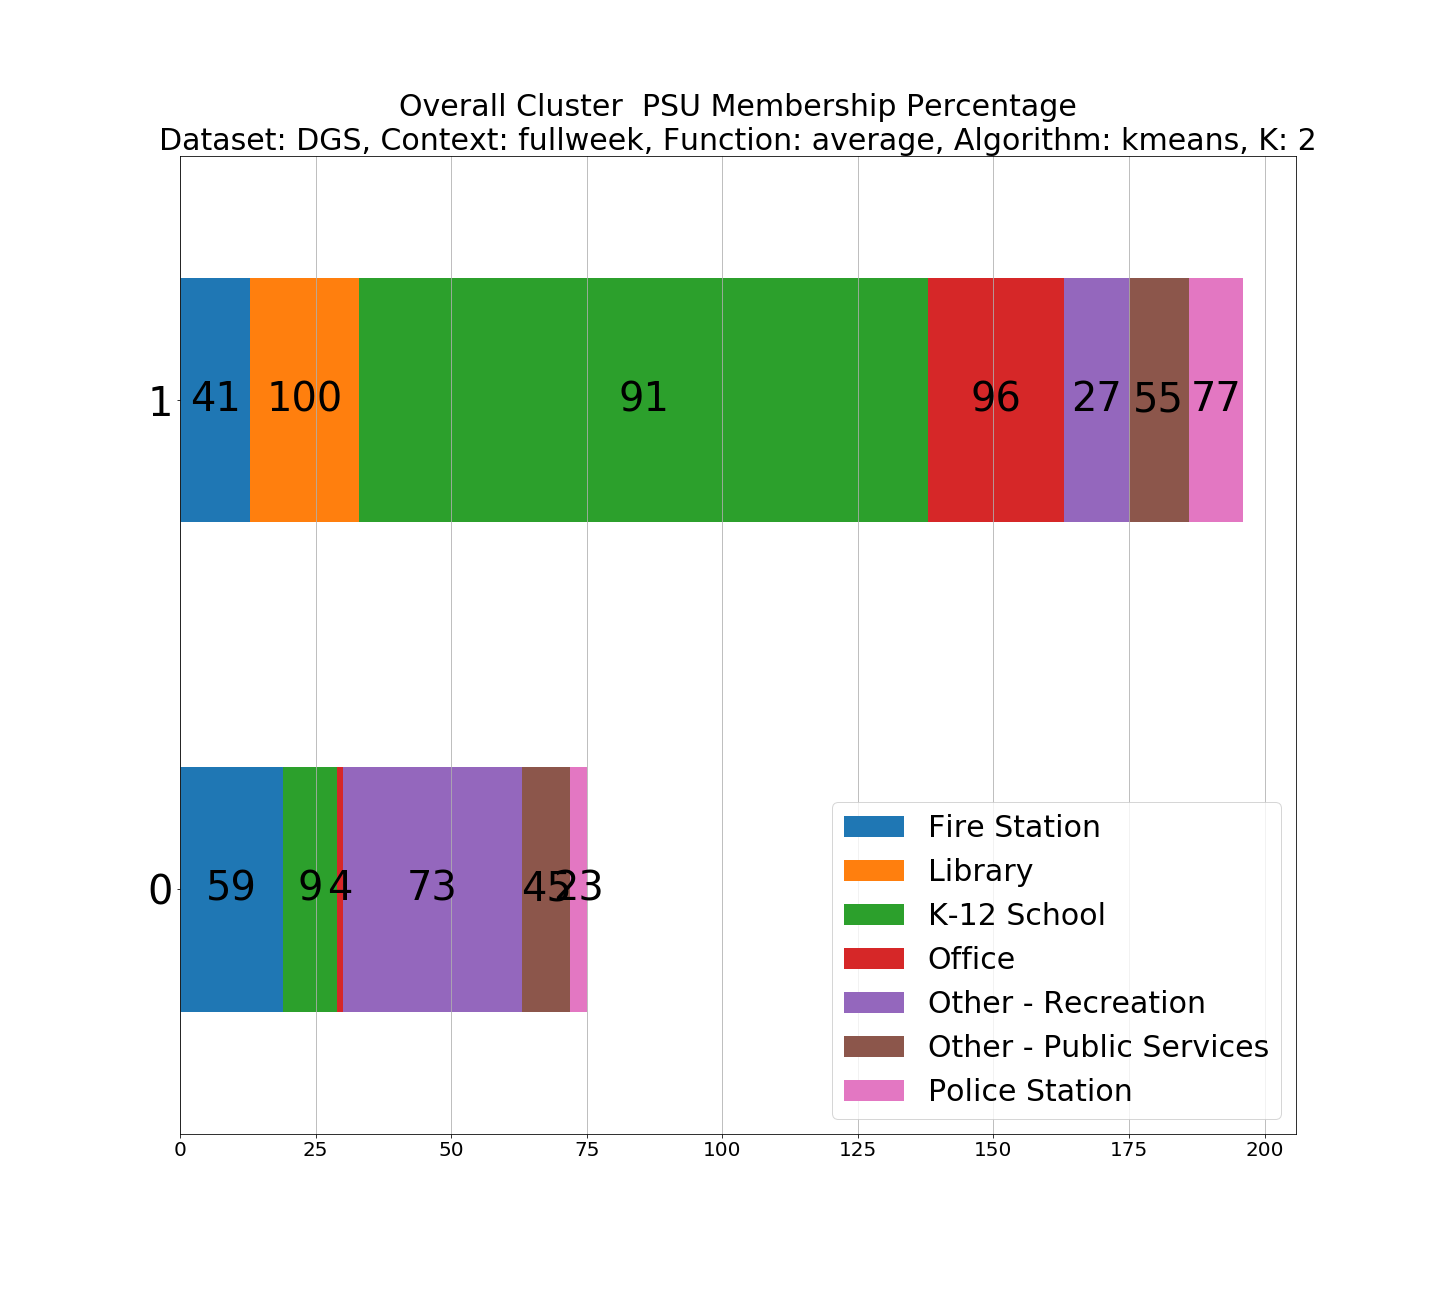 Overall Cluster  PSU Membership Percentage
Dataset: DGS, Context: fullweek, Function: average, Algorithm: kmeans, K: 2
1
41 100 91 96 27 55 77
0
59 9 4 73 45 23
Fire Station
Library
K-12 School
Office
Other - Recreation
Other - Public Services
Police Station
0 25 50 75 100 125 150 175 200